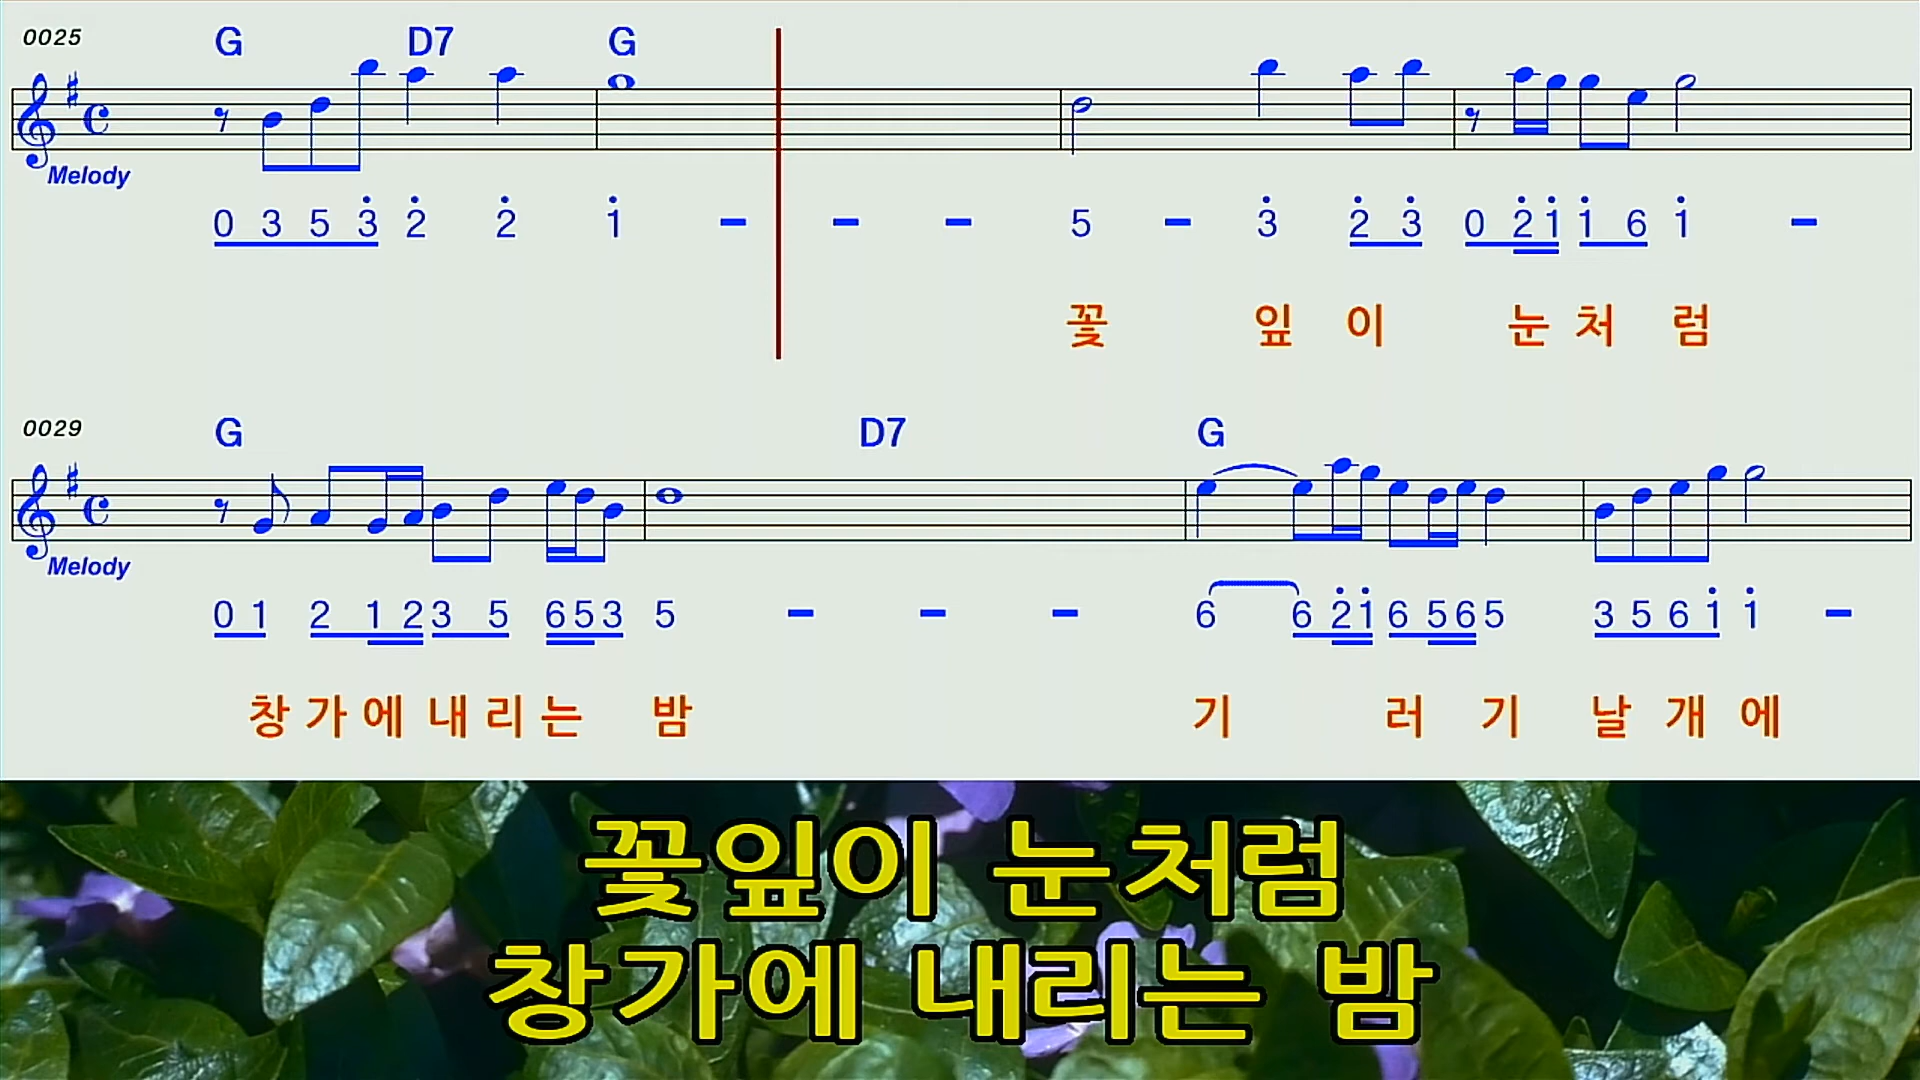 0025 G D7 G
Melody
0 3 5 3̇ 2̇ 2̇ 1̇ - - - 5 - 3̇ 2̇ 3̇ 0 2̇ 1̇ 1̇ 6 1̇ -
꽃 잎 이 눈 처 럼
0029 G D7 G
Melody
0 1 2 1 2 3 5 6 5 3 5 - - - 6 6 2̇ 1̇ 6 5 6 5 3 5 6 1̇ 1̇ -
창 가 에 내 리 는 밤 기 러 기 날 개 에
꽃잎이 눈처럼
창가에 내리는 밤